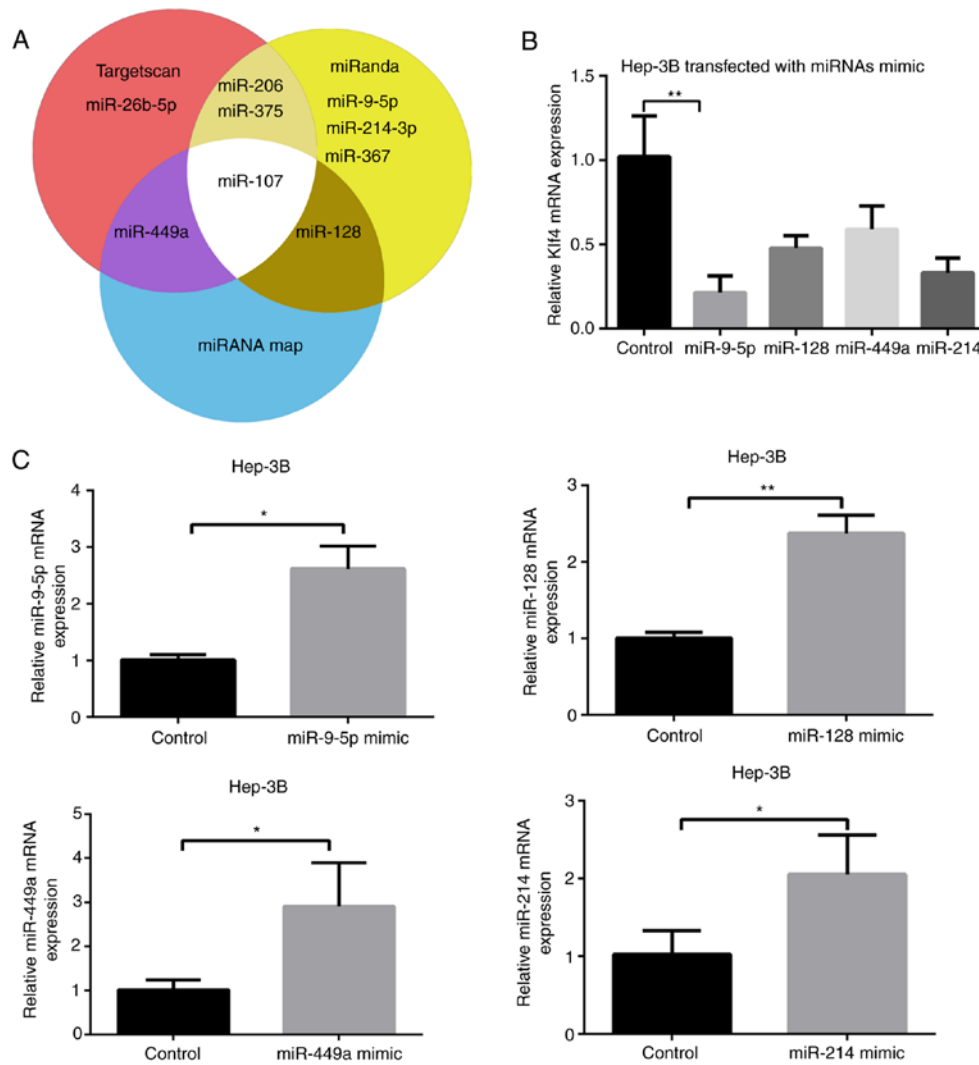 A
Targetscan
miR-26b-5p
miR-206
miR-375
miRanda
miR-9-5p
miR-214-3p
miR-367
miR-107
miR-449a
miR-128
miRANA map
B
Hep-3B transfected with miRNAs mimic
**
Relative Klf4 mRNA expression
1.5
1.0
0.5
0.0
Control miR-9-5p miR-128 miR-449a miR-214
C
Hep-3B
*
Relative miR-9-5p mRNA
expression
4
3
2
1
0
Control miR-9-5p mimic
Hep-3B
**
Relative miR-128 mRNA
expression
3
2
1
0
Control miR-128 mimic
Hep-3B
*
Relative miR-449a mRNA
expression
5
4
3
2
1
0
Control miR-449a mimic
Hep-3B
*
Relative miR-214 mRNA
expression
3
2
1
0
Control miR-214 mimic